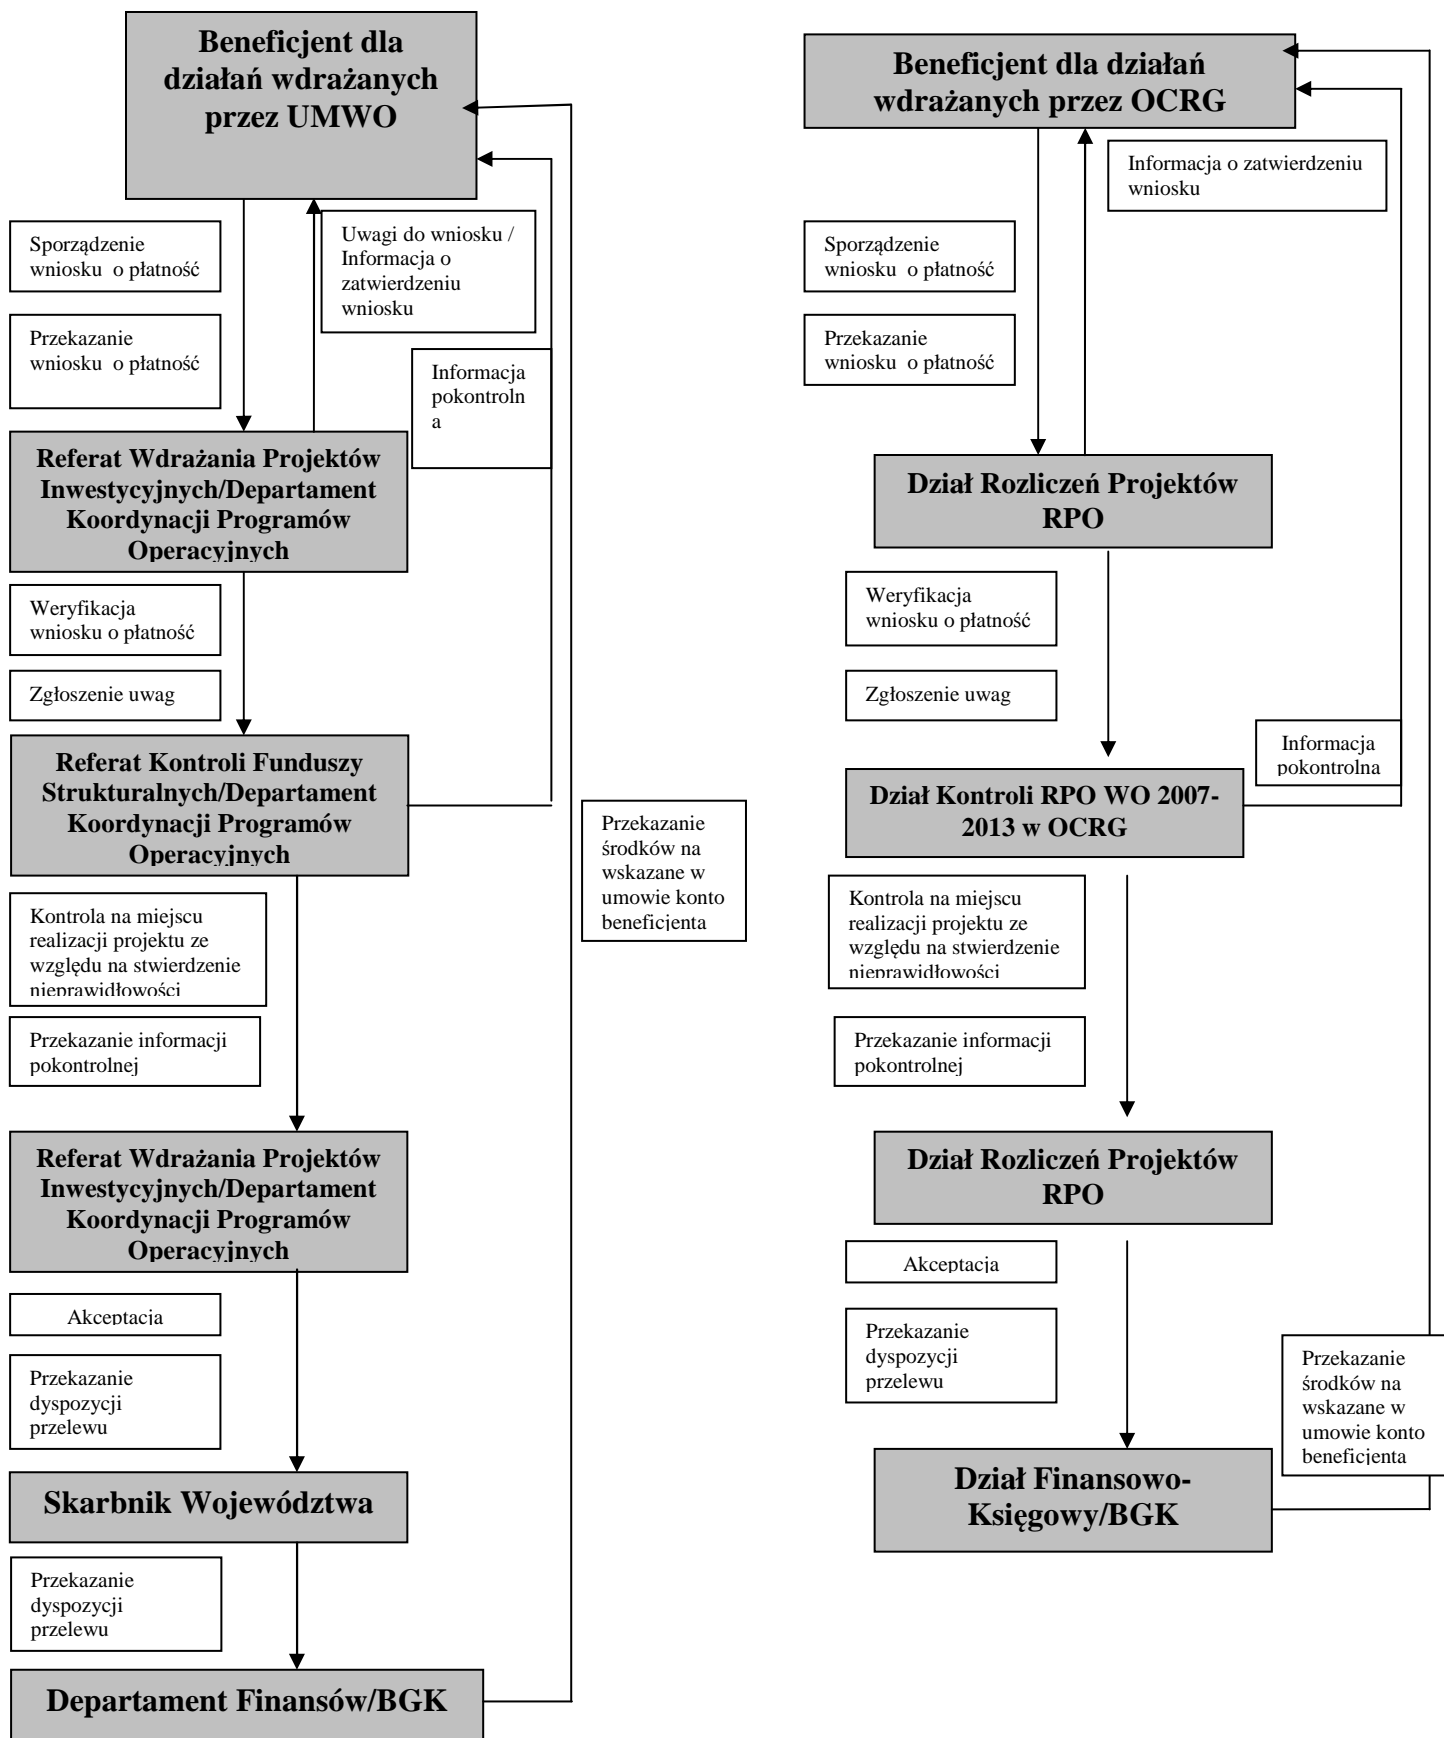 Beneficjent dla
działań wdrażanych
przez UMWO
Sporządzenie
wniosku o płatność
Uwagi do wniosku /
Informacja o
zatwierdzeniu
wniosku
Przekazanie
wniosku o płatność
Informacja
pokontroln
a
Referat Wdrażania Projektów
Inwestycyjnych/Departament
Koordynacji Programów
Operacyjnych
Weryfikacja
wniosku o płatność
Zgłoszenie uwag
Referat Kontroli Funduszy
Strukturalnych/Departament
Koordynacji Programów
Operacyjnych
Przekazanie
środków na
wskazane w
umowie konto
beneficjenta
Kontrola na miejscu
realizacji projektu ze
względu na stwierdzenie
nieprawidłowości
Przekazanie informacji
pokontrolnej
Referat Wdrażania Projektów
Inwestycyjnych/Departament
Koordynacji Programów
Operacyjnych
Akceptacja
Przekazanie
dyspozycji
przelewu
Skarbnik Województwa
Przekazanie
dyspozycji
przelewu
Departament Finansów/BGK
Beneficjent dla działań
wdrażanych przez OCRG
Informacja o zatwierdzeniu
wniosku
Sporządzenie
wniosku o płatność
Przekazanie
wniosku o płatność
Dział Rozliczeń Projektów
RPO
Weryfikacja
wniosku o płatność
Zgłoszenie uwag
Informacja
pokontrolna
Dział Kontroli RPO WO 2007-
2013 w OCRG
Kontrola na miejscu
realizacji projektu ze
względu na stwierdzenie
nieprawidłowości
Przekazanie informacji
pokontrolnej
Dział Rozliczeń Projektów
RPO
Akceptacja
Przekazanie
dyspozycji
przelewu
Przekazanie
środków na
wskazane w
umowie konto
beneficjenta
Dział Finansowo-
Księgowy/BGK